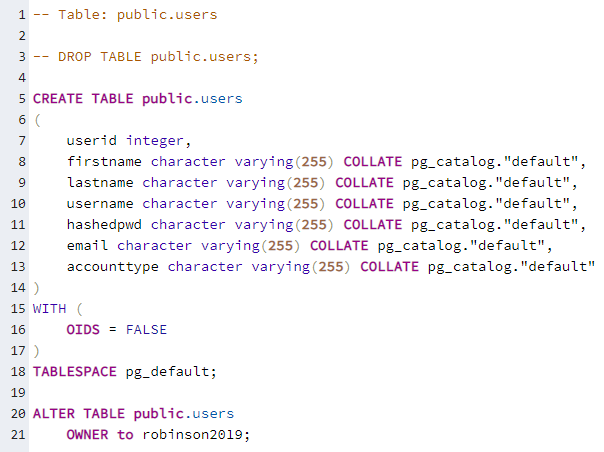 1 -- Table: public.users
2
3 -- DROP TABLE public.users;
4
5 CREATE TABLE public.users
6 (
7     userid integer,
8     firstname character varying(255) COLLATE pg_catalog."default",
9     lastname character varying(255) COLLATE pg_catalog."default",
10     username character varying(255) COLLATE pg_catalog."default",
11     hashedpwd character varying(255) COLLATE pg_catalog."default",
12     email character varying(255) COLLATE pg_catalog."default",
13     accounttype character varying(255) COLLATE pg_catalog."default"
14 )
15 WITH (
16     OIDS = FALSE
17 )
18 TABLESPACE pg_default;
19
20 ALTER TABLE public.users
21     OWNER to robinson2019;